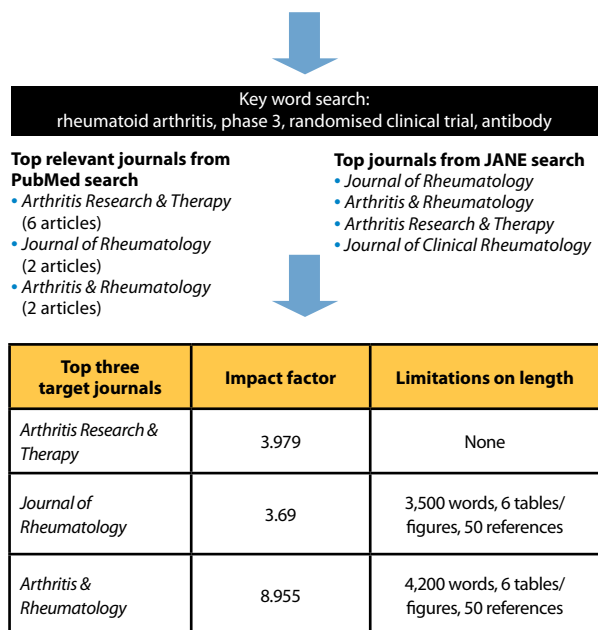 Key word search:
rheumatoid arthritis, phase 3, randomised clinical trial, antibody
Top relevant journals from
PubMed search
• Arthritis Research & Therapy
(6 articles)
• Journal of Rheumatology
(2 articles)
• Arthritis & Rheumatology
(2 articles)
Top journals from JANE search
• Journal of Rheumatology
• Arthritis & Rheumatology
• Arthritis Research & Therapy
• Journal of Clinical Rheumatology
Top three
target journals
Impact factor
Limitations on length
Arthritis Research &
Therapy
3.979
None
Journal of
Rheumatology
3.69
3,500 words, 6 tables/
figures, 50 references
Arthritis &
Rheumatology
8.955
4,200 words, 6 tables/
figures, 50 references